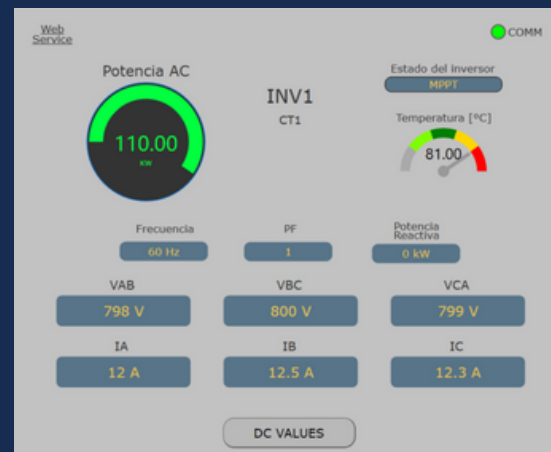 Web
Service
COMM
Potencia AC
INV1
CT1
Estado del inversor
MPPT
Temperatura [ºC]
110.00
kW
81.00
Frecuencia
PF
Potencia
Reactiva
60 Hz
1
0 kW
VAB
VBC
VCA
798 V
800 V
799 V
IA
IB
IC
12 A
12.5 A
12.3 A
DC VALUES